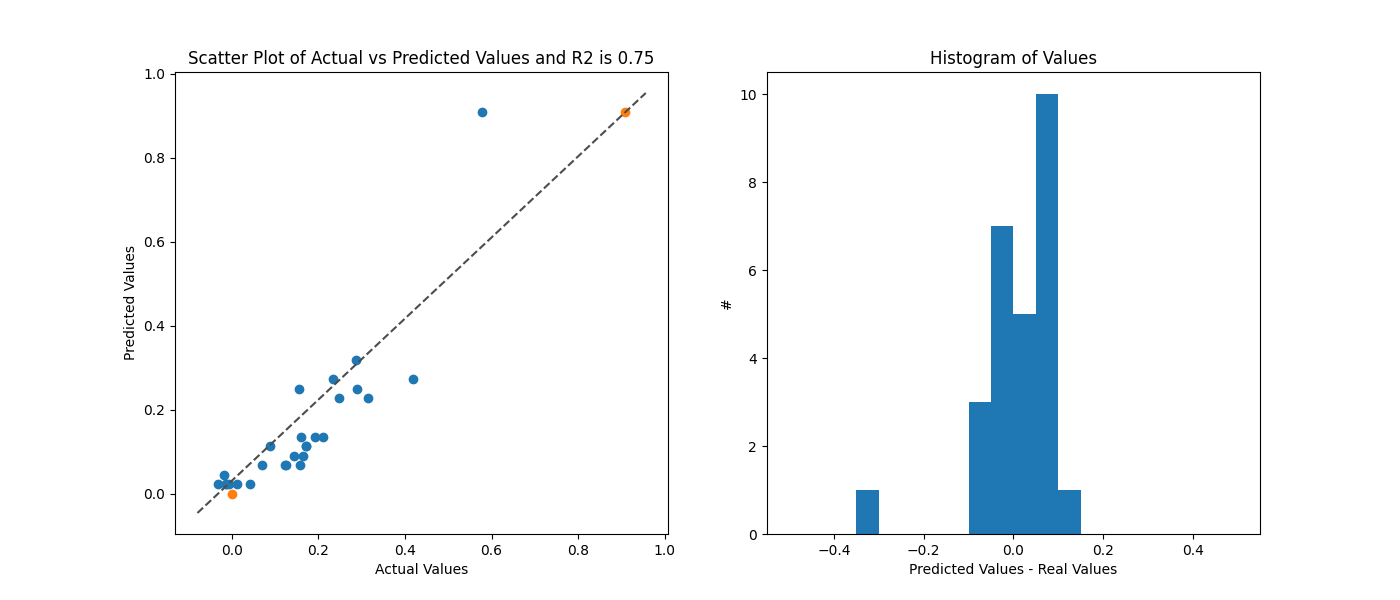 Scatter Plot of Actual vs Predicted Values and R2 is 0.75
1.0
0.8
0.6
0.4
0.2
0.0
Predicted Values
0.0 0.2 0.4 0.6 0.8 1.0
Actual Values
Histogram of Values
10
8
6
4
2
0
#
−0.4 −0.2 0.0 0.2 0.4
Predicted Values - Real Values